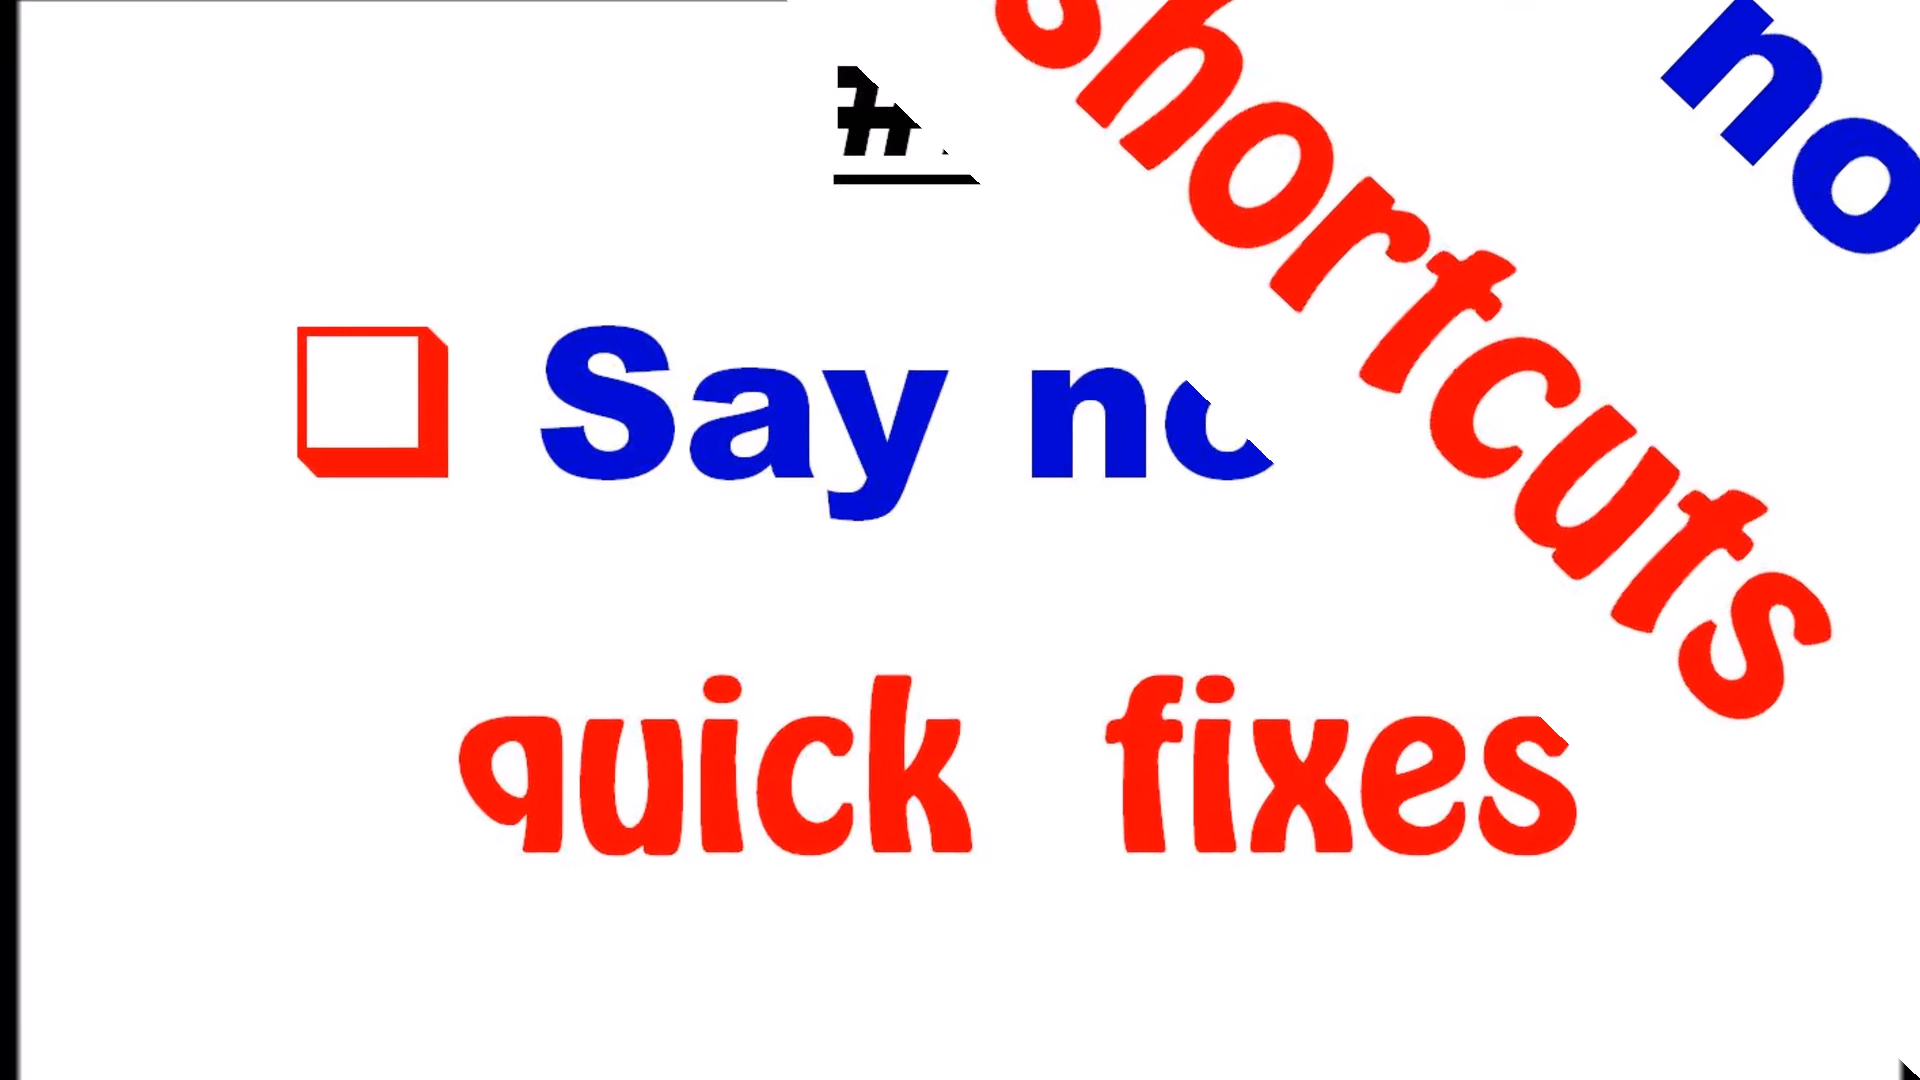 Say no
quick fixes
shortcuts
no